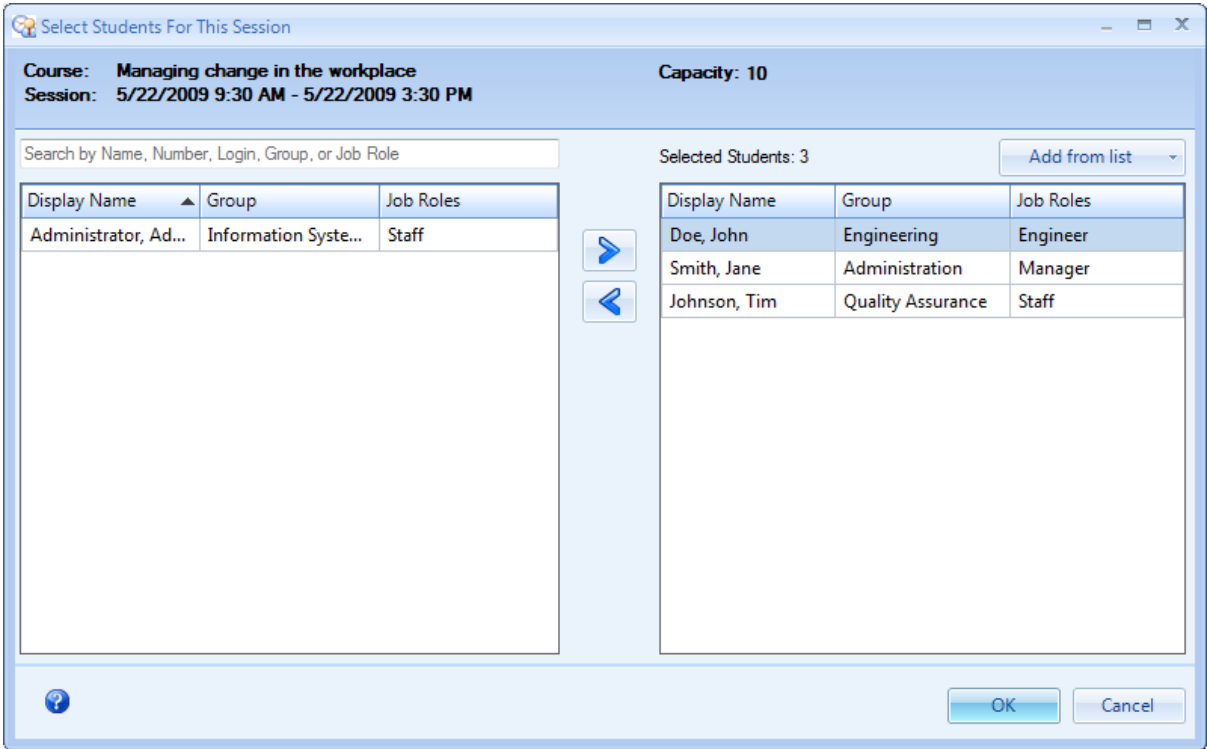 Select Students For This Session
Course: Managing change in the workplace Capacity: 10
Session: 5/22/2009 9:30 AM - 5/22/2009 3:30 PM
Search by Name, Number, Login, Group, or Job Role
Display Name Group Job Roles
Administrator, Ad... Information Syste... Staff
Selected Students: 3 Add from list
Display Name Group Job Roles
Doe, John Engineering Engineer
Smith, Jane Administration Manager
Johnson, Tim Quality Assurance Staff
OK Cancel